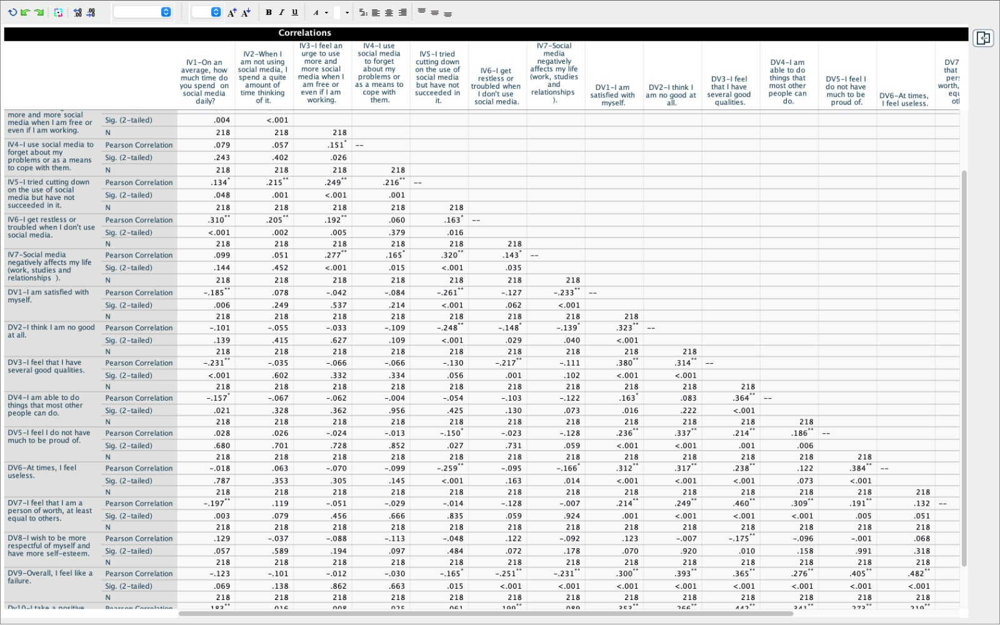 B I U A
Correlations
IV1-On an average, how much time do you spend on social media daily?
IV2-When I am not using social media, I spend a quite amount of time thinking of it.
IV3-I feel an urge to use more and more social media when I am free or even if I am working.
IV4-I use social media to forget about my problems or as a means to cope with them.
IV5-I tried cutting down on the use of social media but have not succeeded in it.
IV6-I get restless or troubled when I don't use social media.
IV7-Social media negatively affects my life (work, studies and relationships ).
DV1-I am satisfied with myself.
DV2-I think I am no good at all.
DV3-I feel that I have several good qualities.
DV4-I am able to do things that most other people can do.
DV5-I feel I do not have much to be proud of.
DV6-At times, I feel useless.
DV7
that
pers
worth,
equ
oth
more and more social media when I am free or even if I am working.
Sig. (2-tailed) .004 <.001
N 218 218 218
IV4-I use social media to forget about my problems or as a means to cope with them.
Pearson Correlation .079 .057 .151* --
Sig. (2-tailed) .243 .402 .026
N 218 218 218 218
IV5-I tried cutting down on the use of social media but have not succeeded in it.
Pearson Correlation .134* .215** .249** .216** --
Sig. (2-tailed) .048 .001 <.001 .001
N 218 218 218 218 218
IV6-I get restless or troubled when I don't use social media.
Pearson Correlation .310** .205** .192** .060 .163* --
Sig. (2-tailed) <.001 .002 .005 .379 .016
N 218 218 218 218 218 218
IV7-Social media negatively affects my life (work, studies and relationships ).
Pearson Correlation .099 .051 .277** .165* .320** .143* --
Sig. (2-tailed) .144 .452 <.001 .015 <.001 .035
N 218 218 218 218 218 218 218
DV1-I am satisfied with myself.
Pearson Correlation -.185** .078 -.042 -.084 -.261** -.127 -.233** --
Sig. (2-tailed) .006 .249 .537 .214 <.001 .062 <.001
N 218 218 218 218 218 218 218 218
DV2-I think I am no good at all.
Pearson Correlation -.101 -.055 -.033 -.109 -.248** -.148* -.139* .323** --
Sig. (2-tailed) .139 .415 .627 .109 <.001 .029 .040 <.001
N 218 218 218 218 218 218 218 218 218
DV3-I feel that I have several good qualities.
Pearson Correlation -.231** -.035 -.066 -.066 -.130 -.217** -.111 .380** .314** --
Sig. (2-tailed) <.001 .602 .332 .334 .056 .001 .102 <.001 <.001
N 218 218 218 218 218 218 218 218 218 218
DV4-I am able to do things that most other people can do.
Pearson Correlation -.157* -.067 -.062 -.004 -.054 -.103 -.122 .163* .083 .364** --
Sig. (2-tailed) .021 .328 .362 .956 .425 .130 .073 .016 .222 <.001
N 218 218 218 218 218 218 218 218 218 218 218
DV5-I feel I do not have much to be proud of.
Pearson Correlation .028 .026 -.024 -.013 -.150* -.023 -.128 .236** .337** .214** .186** --
Sig. (2-tailed) .680 .701 .728 .852 .027 .731 .059 <.001 <.001 .001 .006
N 218 218 218 218 218 218 218 218 218 218 218 218
DV6-At times, I feel useless.
Pearson Correlation -.018 .063 -.070 -.099 -.259** -.095 -.166* .312** .317** .238** .122 .384** --
Sig. (2-tailed) .787 .353 .305 .145 <.001 .163 .014 <.001 <.001 <.001 .073 <.001
N 218 218 218 218 218 218 218 218 218 218 218 218 218
DV7-I feel that I am a person of worth, at least equal to others.
Pearson Correlation -.197** .119 -.051 -.029 -.014 -.128 -.007 .214** .249** .460** .309** .191** .132 --
Sig. (2-tailed) .003 .079 .456 .666 .835 .059 .924 .001 <.001 <.001 <.001 .005 .051
N 218 218 218 218 218 218 218 218 218 218 218 218 218
DV8-I wish to be more respectful of myself and have more self-esteem.
Pearson Correlation .129 -.037 -.088 -.113 -.048 .122 -.092 .123 -.007 -.175** -.096 -.001 .068
Sig. (2-tailed) .057 .589 .194 .097 .484 .072 .178 .070 .920 .010 .158 .991 .318
N 218 218 218 218 218 218 218 218 218 218 218 218 218
DV9-Overall, I feel like a failure.
Pearson Correlation -.123 -.101 -.012 -.030 -.165* -.251** -.231** .300** .393** .365** .276** .405** .482**
Sig. (2-tailed) .069 .138 .862 .663 .015 <.001 <.001 <.001 <.001 <.001 <.001 <.001 <.001
N 218 218 218 218 218 218 218 218 218 218 218 218 218
Dv10-I take a positive
Pearson Correlation